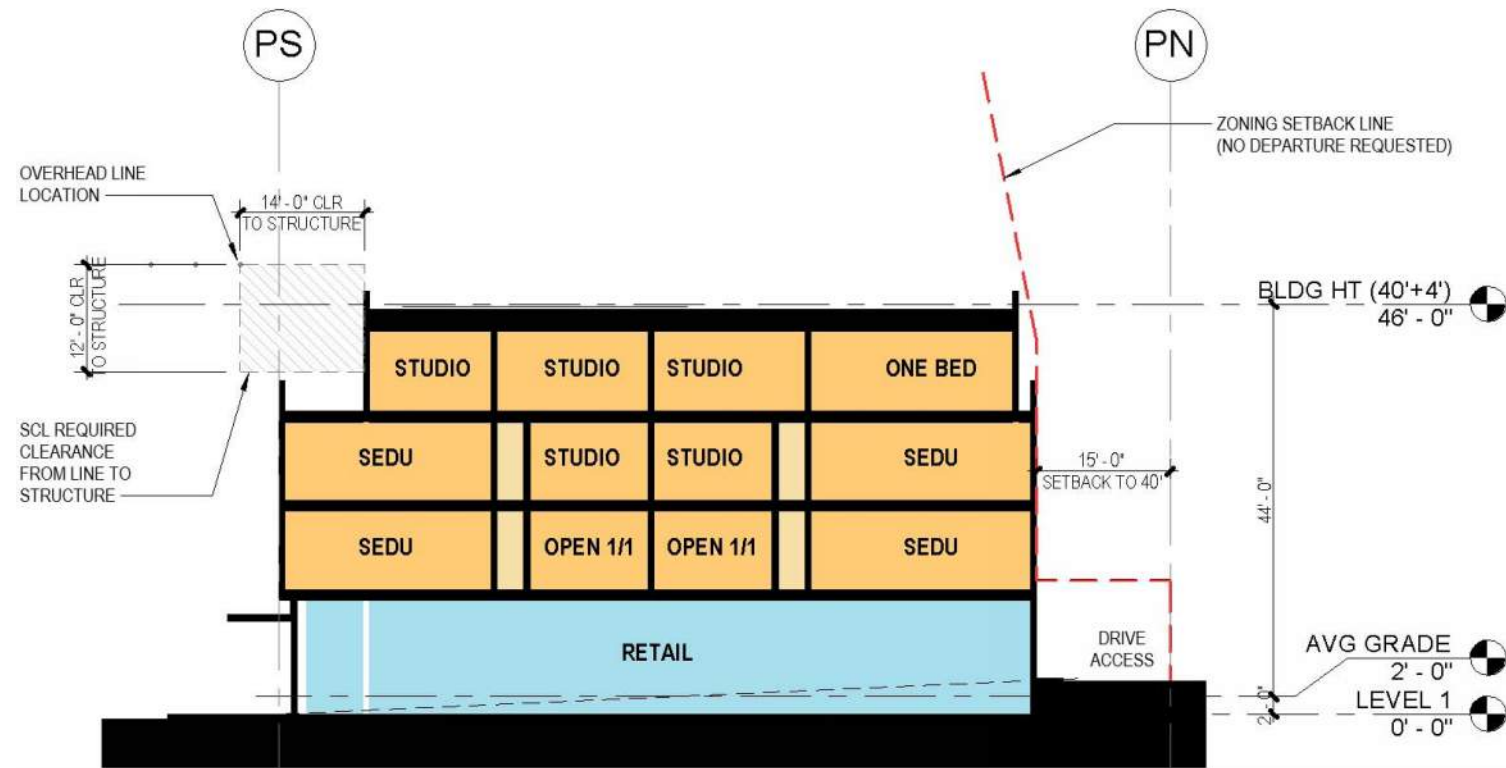 PS
PN
ZONING SETBACK LINE
(NO DEPARTURE REQUESTED)
OVERHEAD LINE
LOCATION
14' - 0" CLR
TO STRUCTURE
12' - 0" CLR
TO STRUCTURE
BLDG HT (40'+4')
46' - 0"
STUDIO
STUDIO
STUDIO
ONE BED
SCL REQUIRED
CLEARANCE
FROM LINE TO
STRUCTURE
SEDU
STUDIO
STUDIO
SEDU
15' - 0"
SETBACK TO 40'
44' - 0"
SEDU
OPEN 1/1
OPEN 1/1
SEDU
RETAIL
DRIVE
ACCESS
AVG GRADE
2' - 0"
2' - 0"
LEVEL 1
0' - 0"